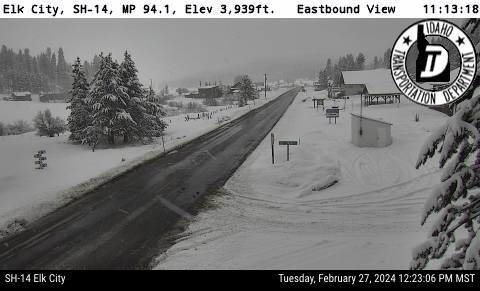 Elk City, SH-14, MP 94.1, Elev 3,939ft. Eastbound View 11:13:18
IDAHO
TRANSPORTATION DEPARTMENT
SH-14 Elk City Tuesday, February 27, 2024 12:23:06 PM MST